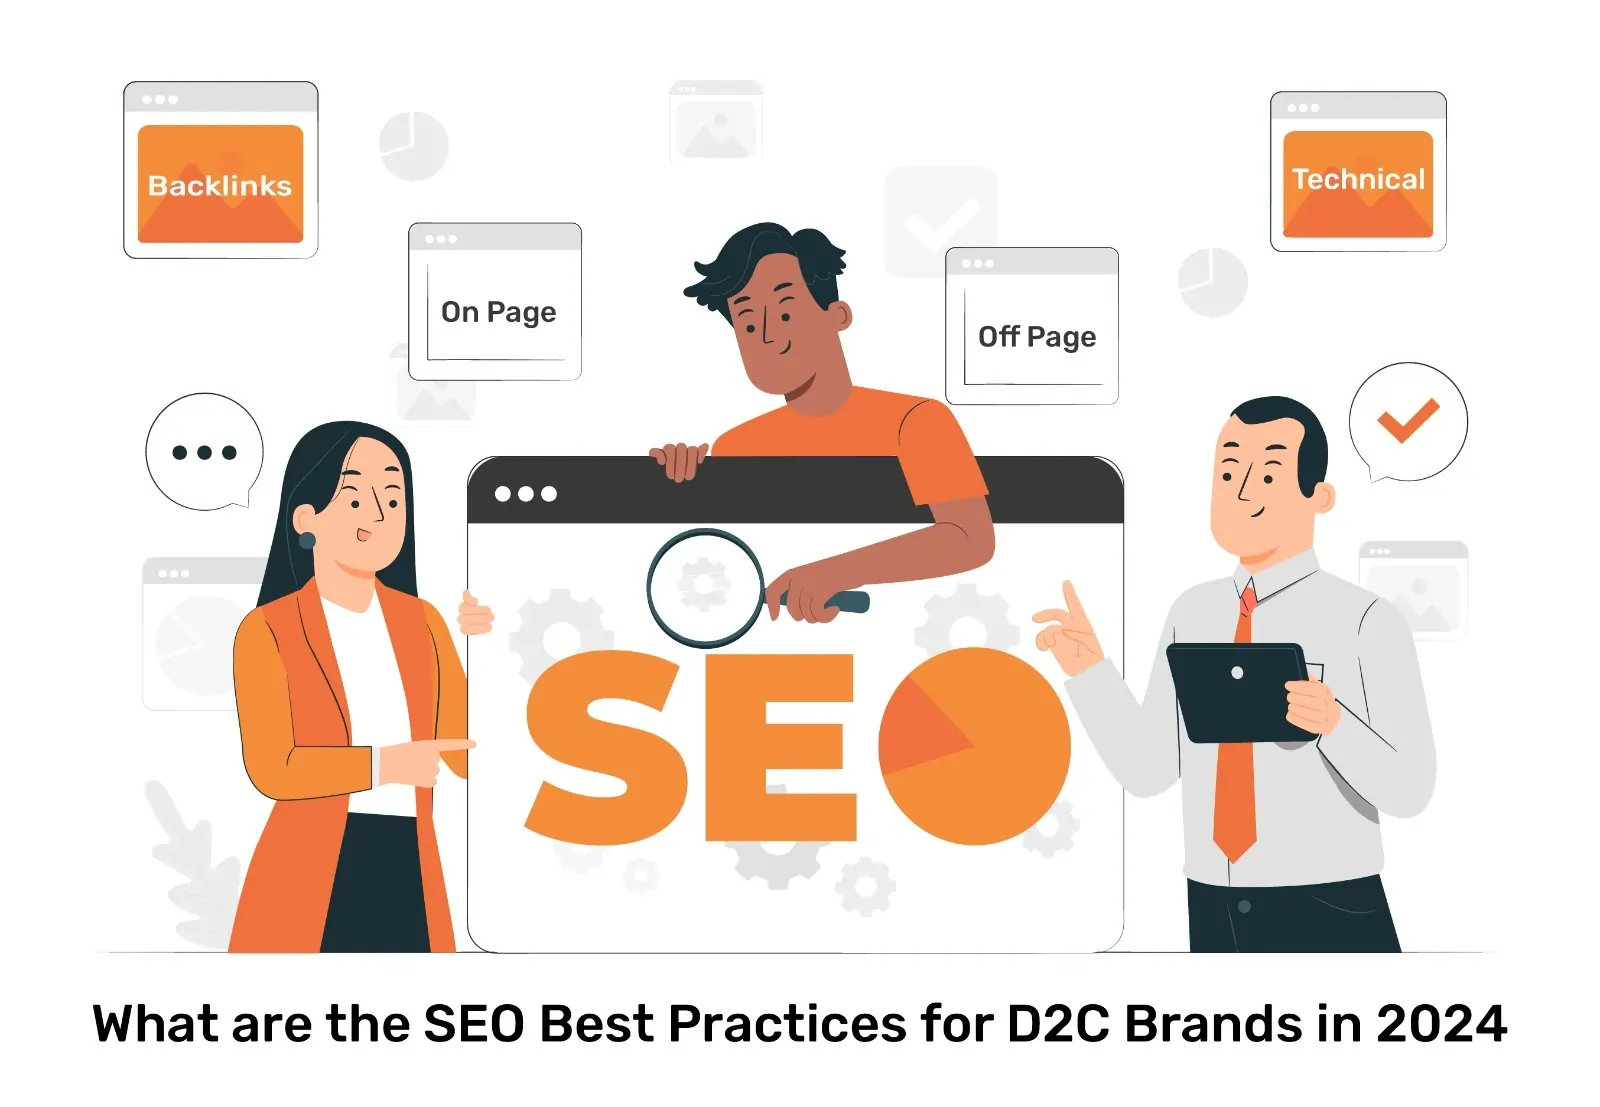 Backlinks
Technical
On Page
Off Page
SEO
What are the SEO Best Practices for D2C Brands in 2024